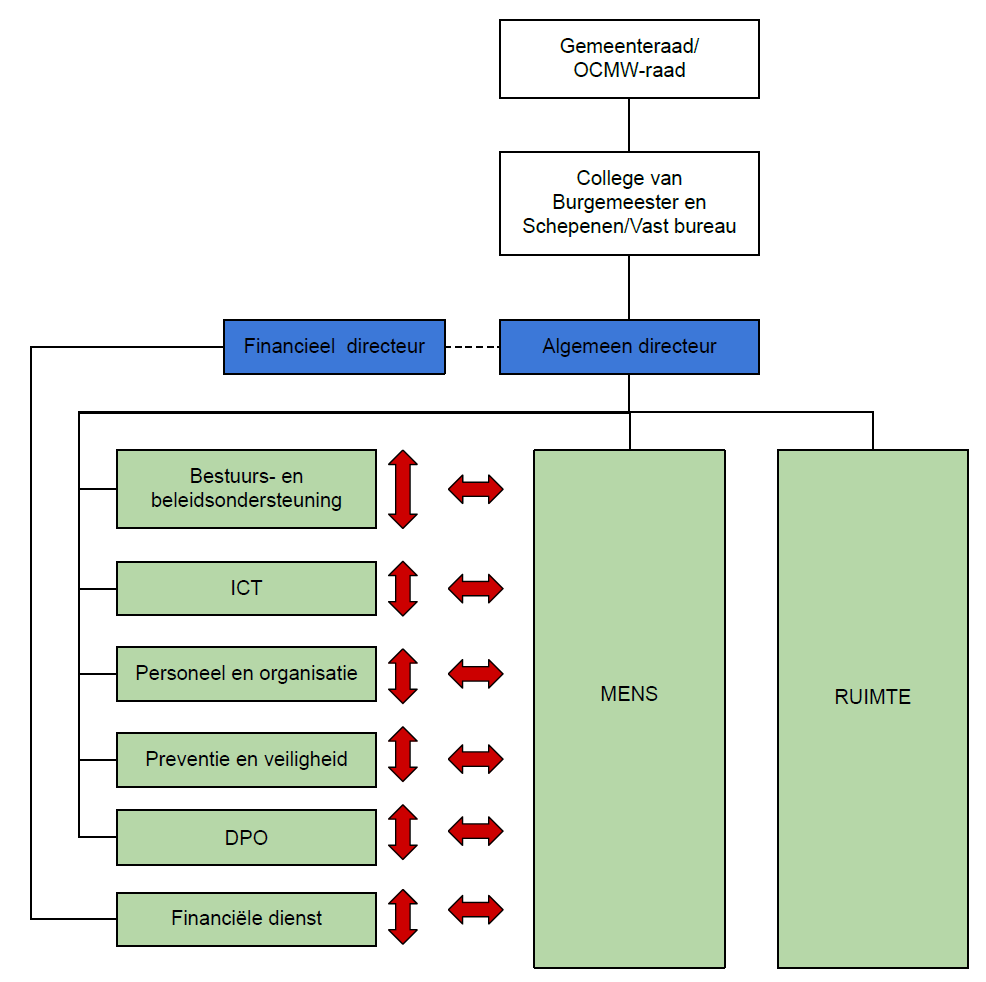 Gemeenteraad/
OCMW-raad
College van
Burgemeester en
Schepenen/Vast bureau
Financieel directeur
Algemeen directeur
Bestuurs- en
beleidsondersteuning
ICT
Personeel en organisatie
Preventie en veiligheid
DPO
Financiële dienst
MENS
RUIMTE